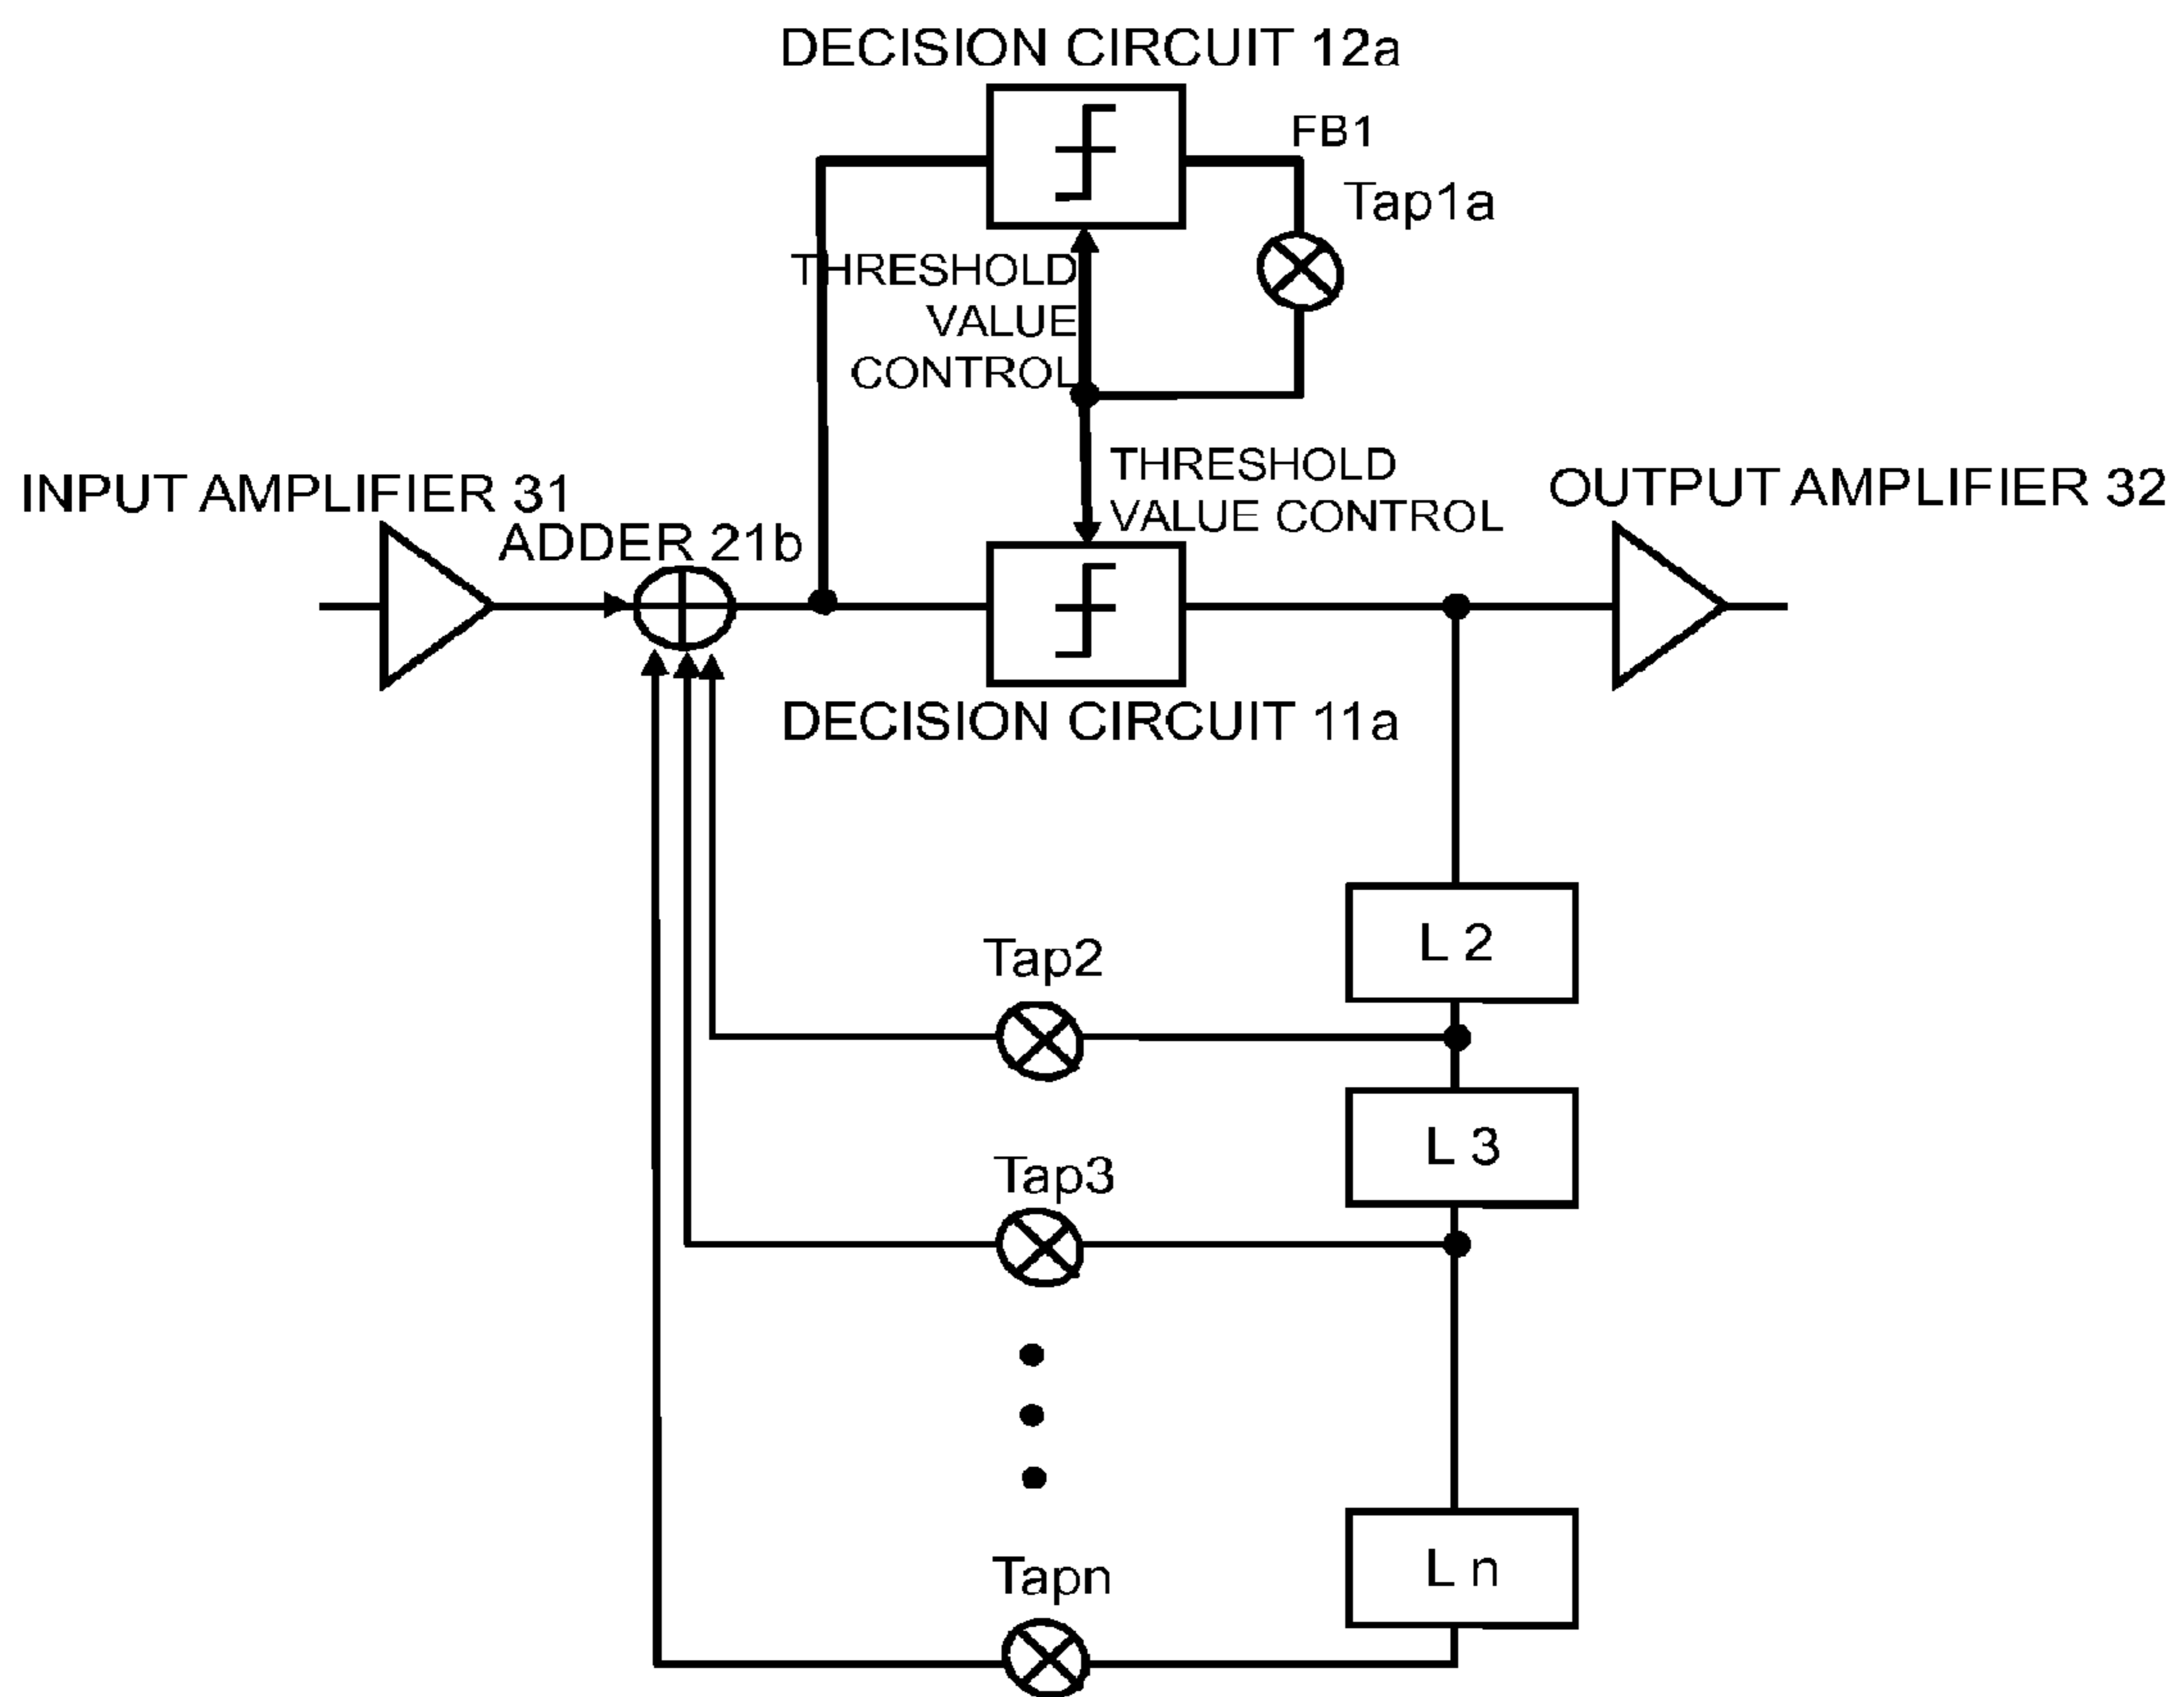 DECISION CIRCUIT 12a
FB1
Tap1a
THRESHOLD
VALUE
CONTROL
THRESHOLD
VALUE CONTROL
INPUT AMPLIFIER 31
ADDER 21b
OUTPUT AMPLIFIER 32
DECISION CIRCUIT 11a
L 2
Tap2
L 3
Tap3
L n
Tapn